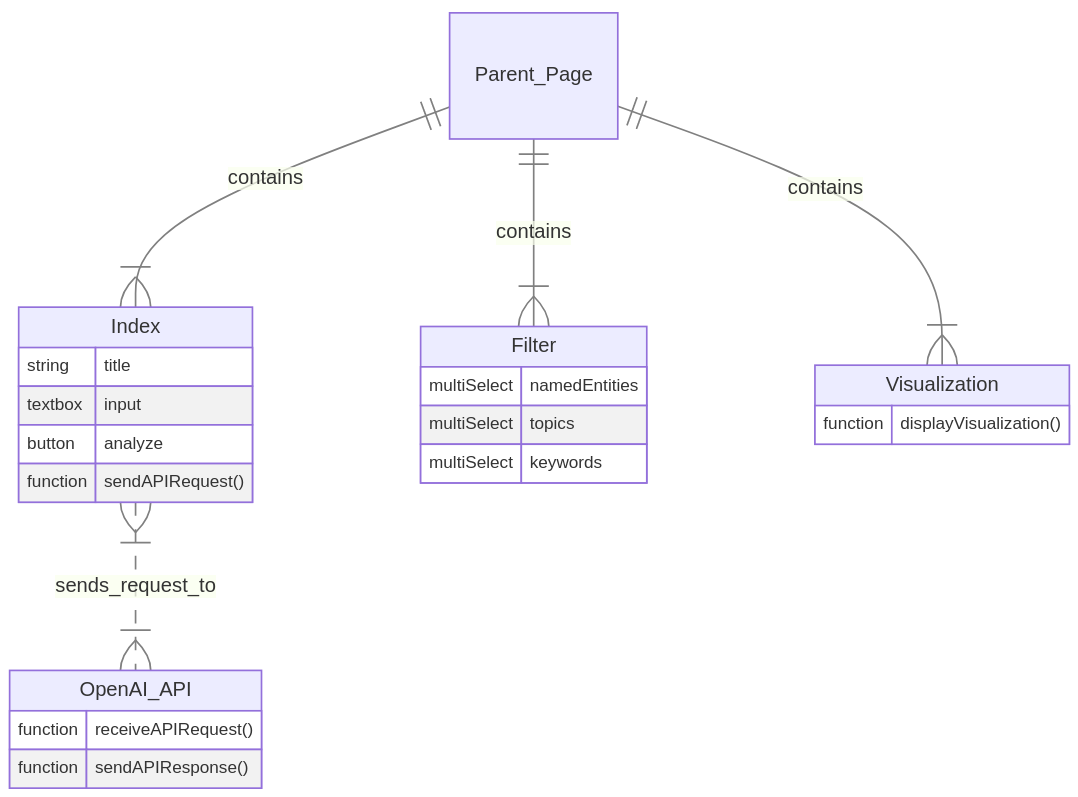 Parent_Page
contains
contains
contains
Index
string title
textbox input
button analyze
function sendAPIRequest()
Filter
multiSelect namedEntities
multiSelect topics
multiSelect keywords
Visualization
function displayVisualization()
sends_request_to
OpenAI_API
function receiveAPIRequest()
function sendAPIResponse()